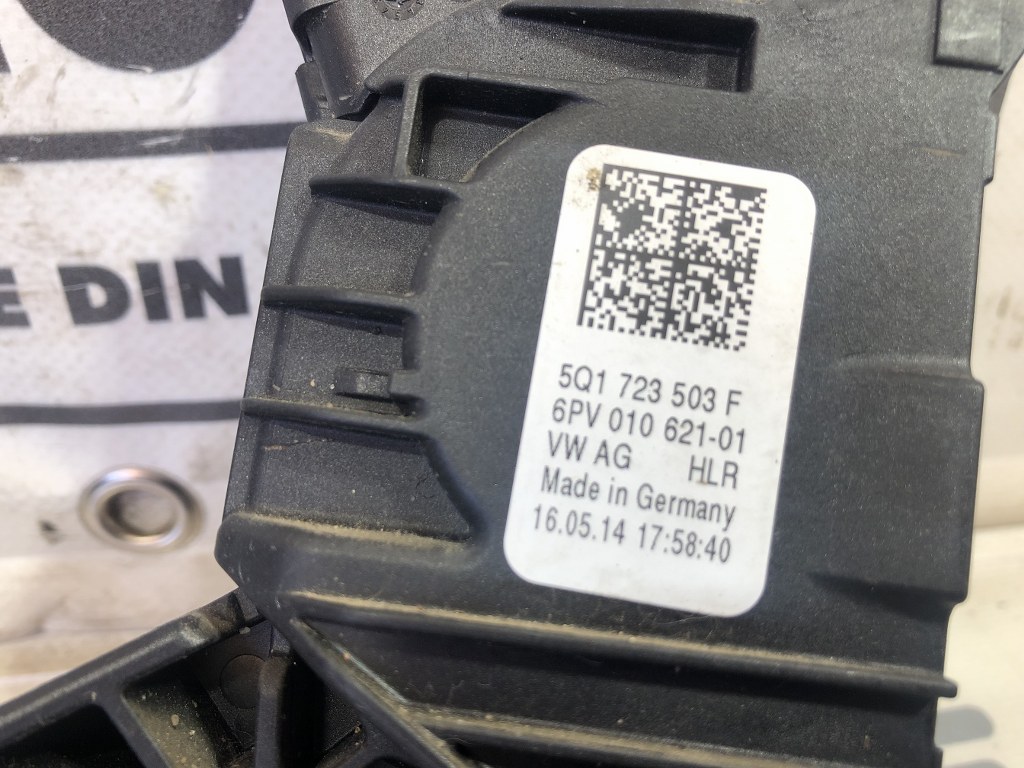 E DIN
5Q1 723 503 F
6PV 010 621-01
VW AG HLR
Made in Germany
16.05.14 17:58:40